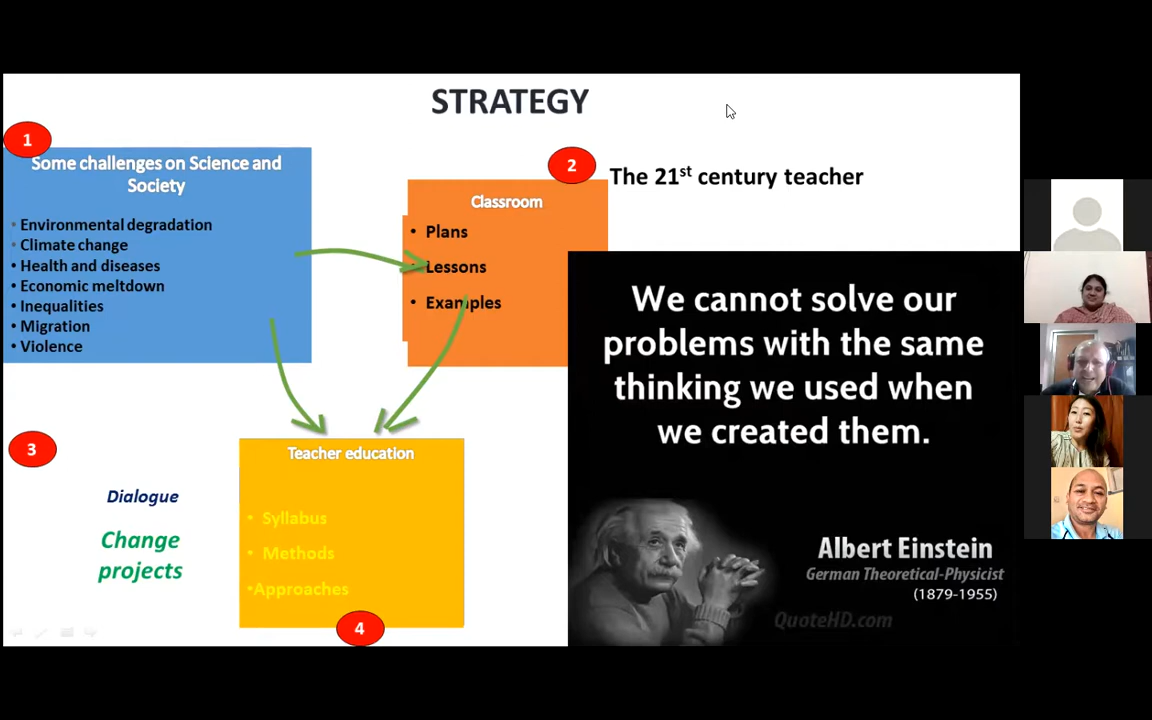 STRATEGY
1
Some challenges on Science and
Society
• Environmental degradation
• Climate change
• Health and diseases
• Economic meltdown
• Inequalities
• Migration
• Violence
2
The 21st century teacher
Classroom
• Plans
• Lessons
• Examples
We cannot solve our
problems with the same
thinking we used when
we created them.
Albert Einstein
German Theoretical-Physicist
(1879-1955)
QuoteHD.com
3
Dialogue
Change
projects
Teacher education
• Syllabus
• Methods
•Approaches
4